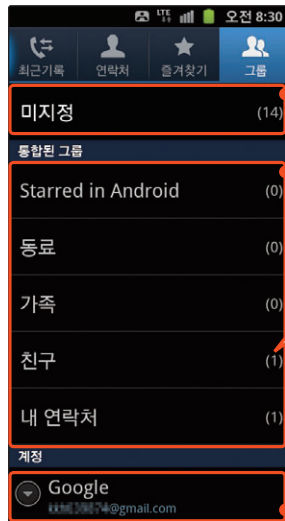 LTE 오전 8:30
최근기록 연락처 즐겨찾기 그룹
미지정 (14)
통합된 그룹
Starred in Android (0)
동료 (0)
가족 (0)
친구 (1)
내 연락처 (1)
계정
Google
@gmail.com